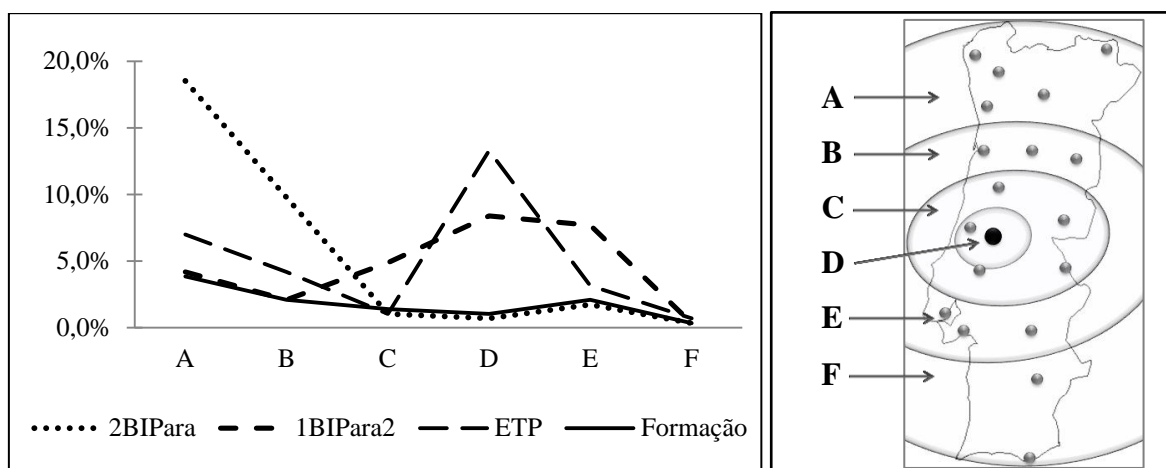 20,0%
15,0%
10,0%
5,0%
0,0%
A B C D E F
2BIPara 1BIPara2 ETP Formação
A
B
C
D
E
F